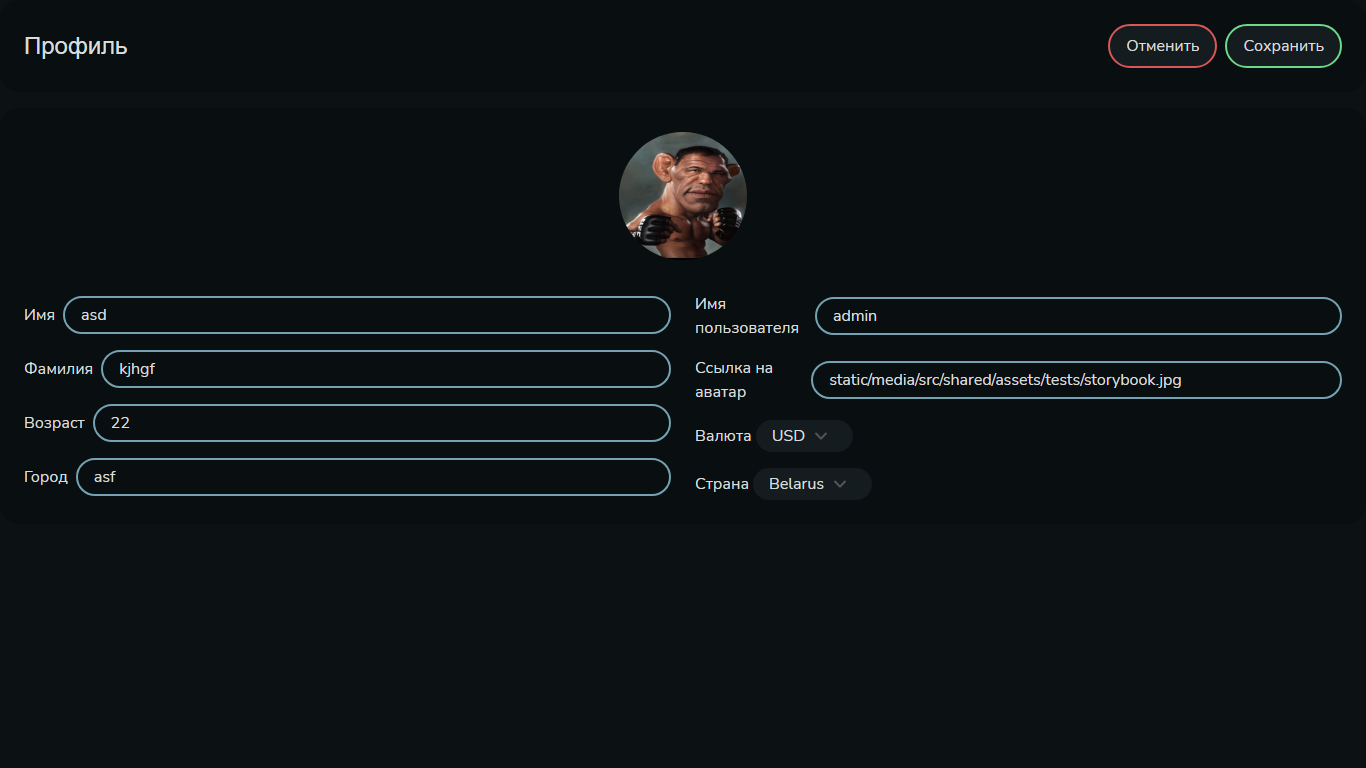 Профиль
Отменить
Сохранить
Имя
asd
Фамилия
kjhgf
Возраст
22
Город
asf
Имя
пользователя
admin
Ссылка на
аватар
static/media/src/shared/assets/tests/storybook.jpg
Валюта
USD
Страна
Belarus